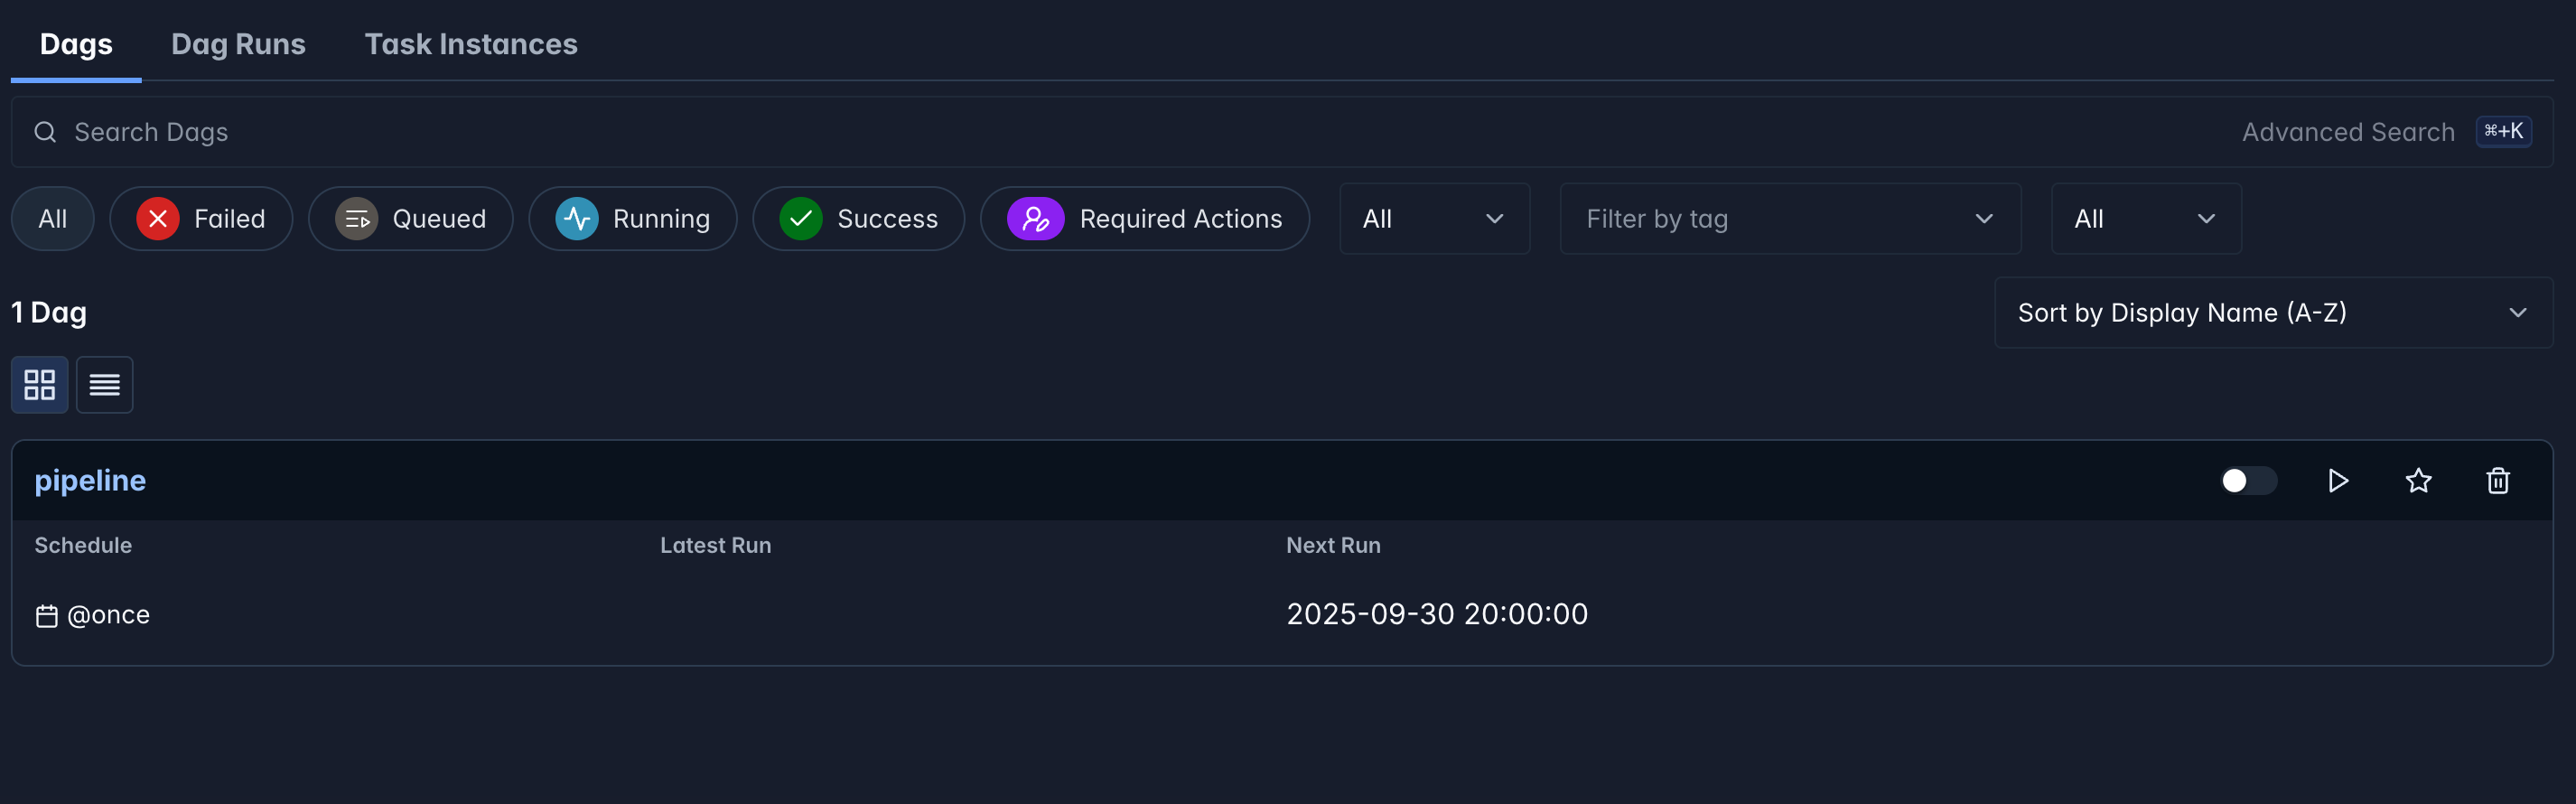 Dags Dag Runs Task Instances
Search Dags Advanced Search ⌘+K
All Failed Queued Running Success Required Actions All Filter by tag All
1 Dag Sort by Display Name (A-Z)
pipeline
Schedule Latest Run Next Run
@once 2025-09-30 20:00:00